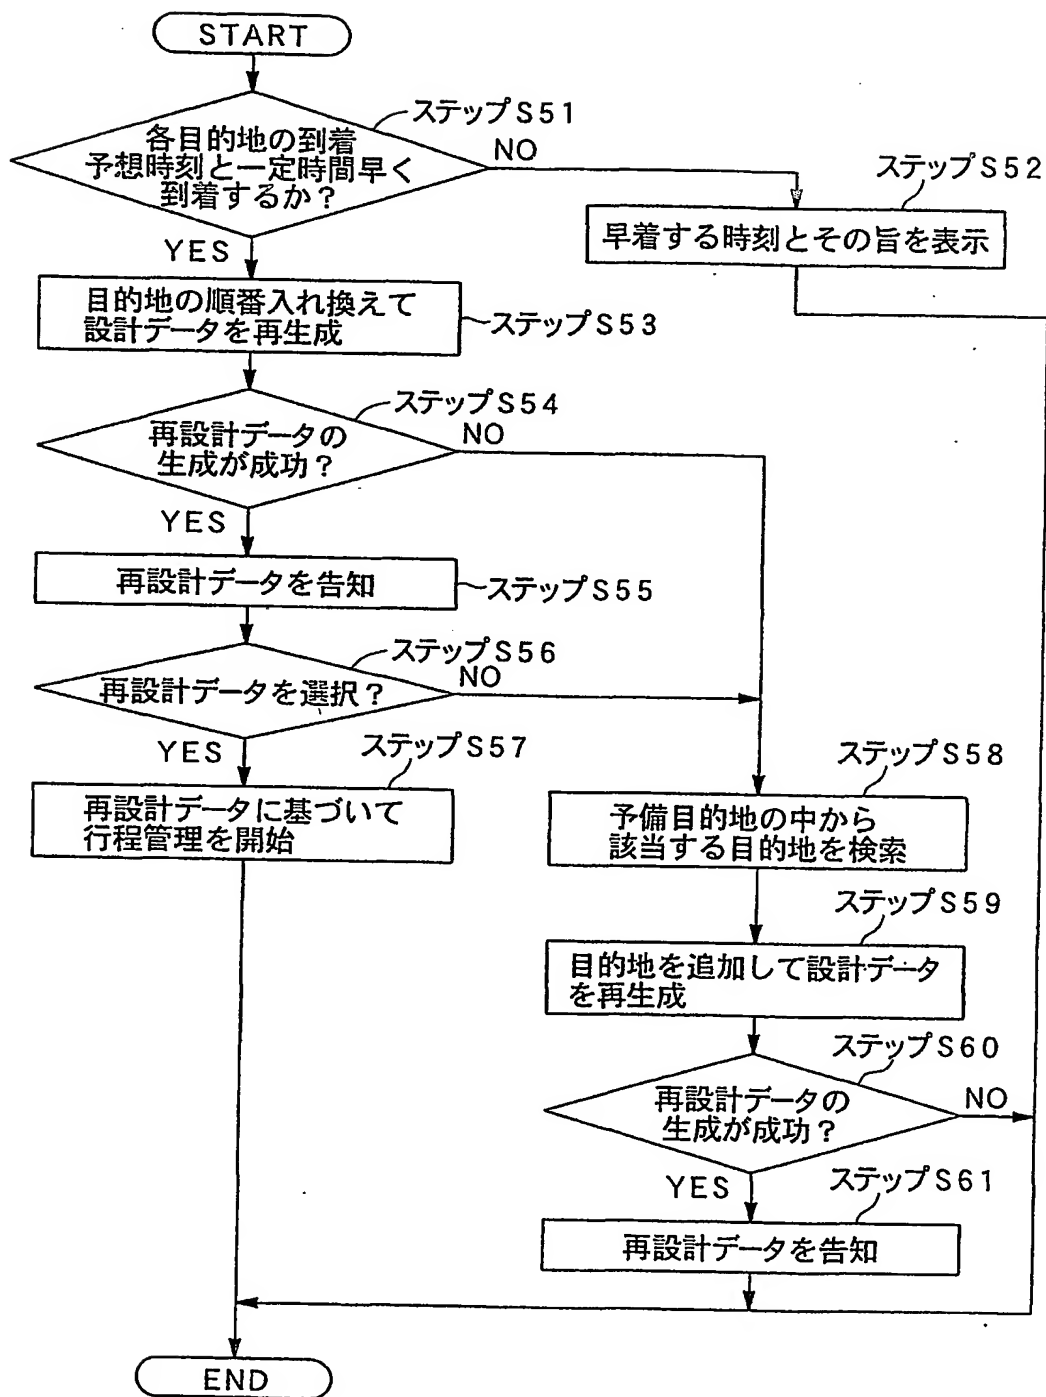 START
ステップS51
各目的地の到着
予想時刻と一定時間早く
到着するか?
NO
YES
ステップS52
早着する時刻とその旨を表示
目的地の順番入れ換えて
設計データを再生成
ステップS53
ステップS54
再設計データの
生成が成功?
NO
YES
再設計データを告知
ステップS55
ステップS56
再設計データを選択?
NO
YES
ステップS57
再設計データに基づいて
行程管理を開始
ステップS58
予備目的地の中から
該当する目的地を検索
ステップS59
目的地を追加して設計データ
を再生成
ステップS60
再設計データの
生成が成功?
NO
YES
ステップS61
再設計データを告知
END